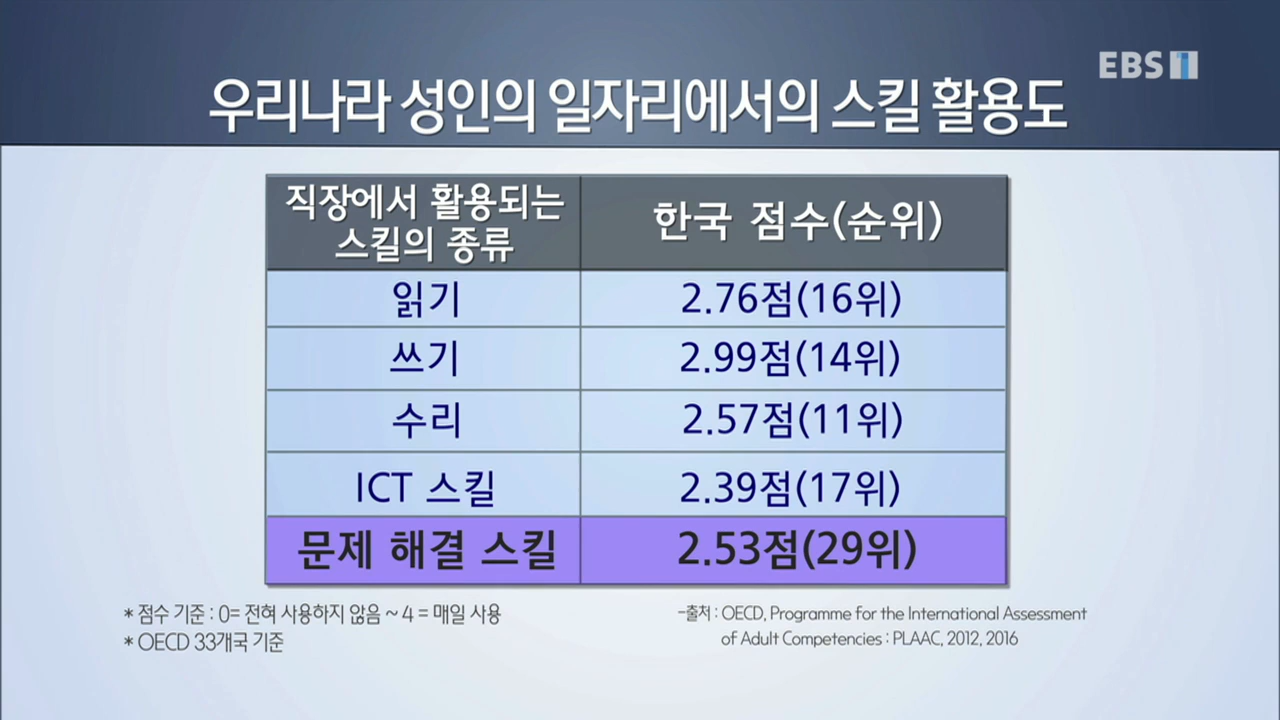 EBS 1
우리나라 성인의 일자리에서의 스킬 활용도
직장에서 활용되는
스킬의 종류
한국 점수(순위)
읽기 2.76점(16위)
쓰기 2.99점(14위)
수리 2.57점(11위)
ICT 스킬 2.39점(17위)
문제 해결 스킬 2.53점(29위)
* 점수 기준 : 0= 전혀 사용하지 않음 ~ 4 = 매일 사용
* OECD 33개국 기준
-출처 : OECD, Programme for the International Assessment
of Adult Competencies : PLAAC, 2012, 2016